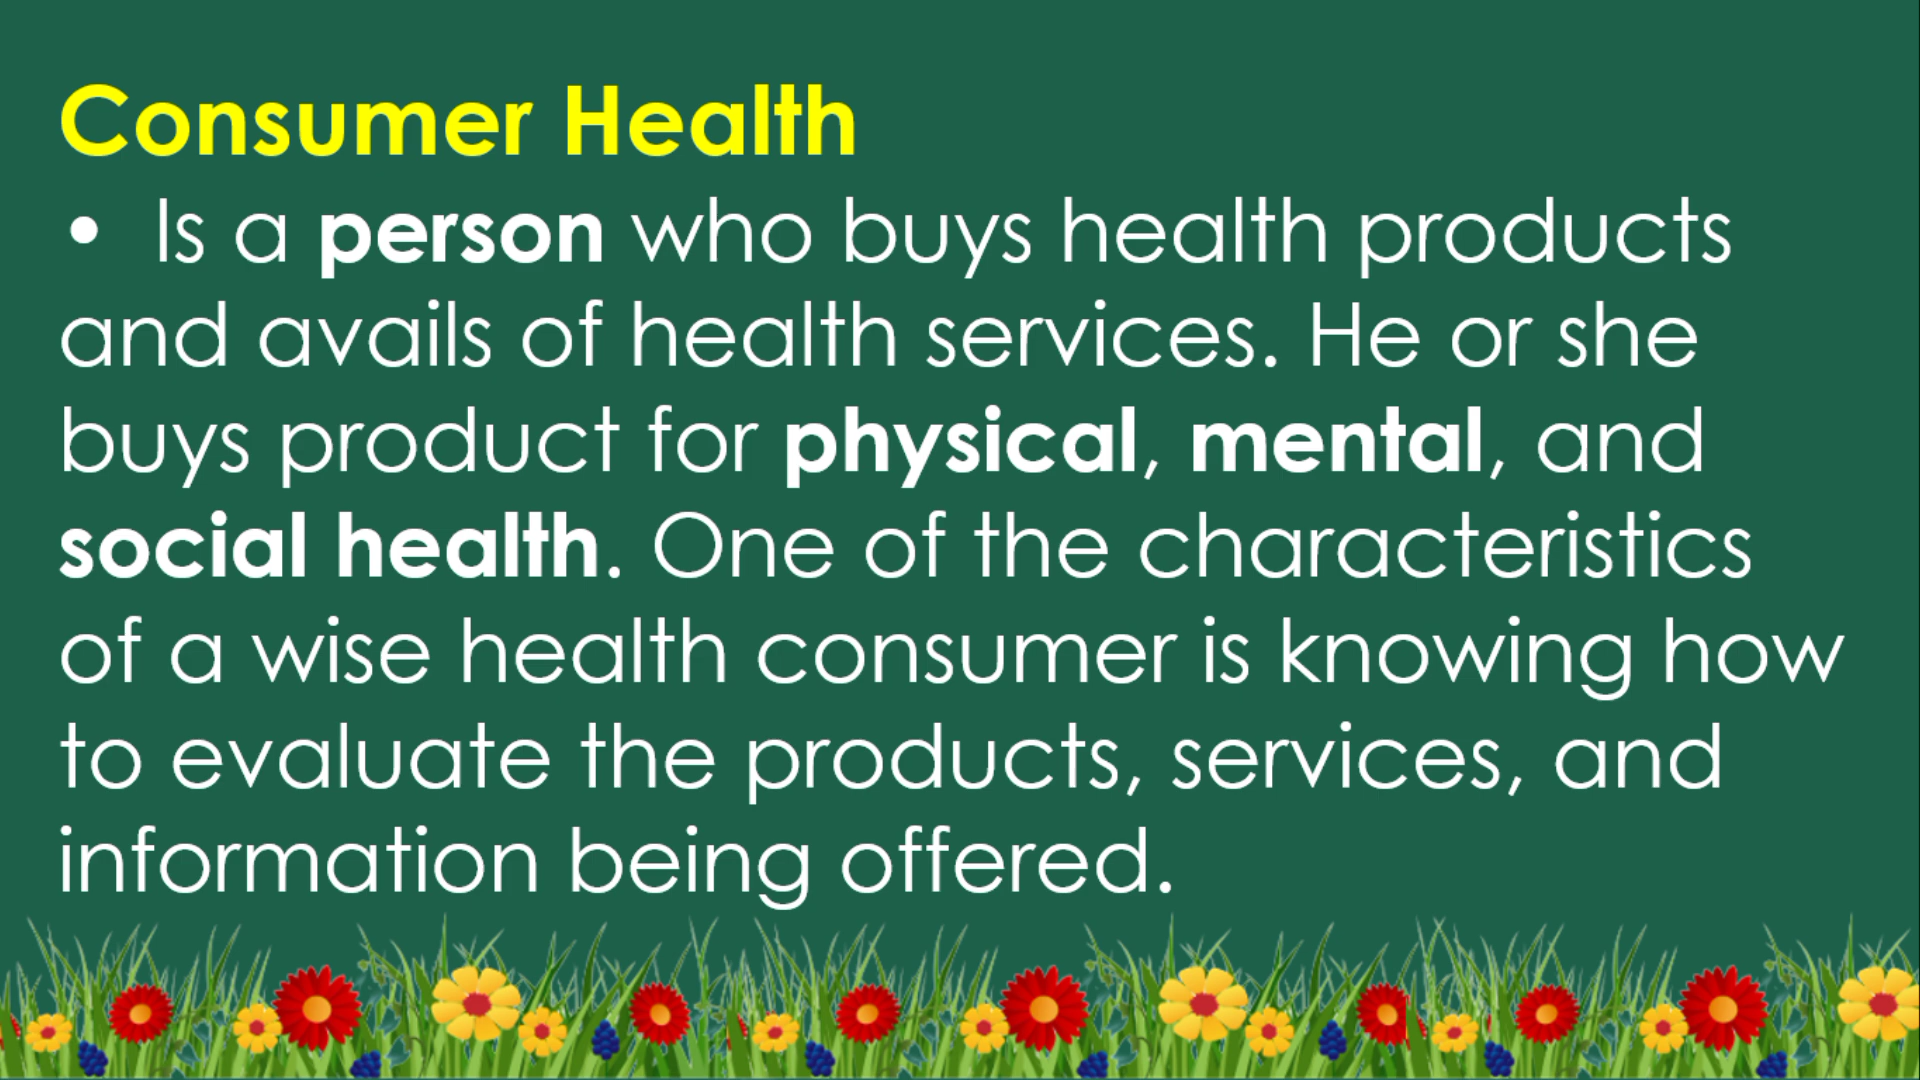 Consumer Health
• Is a person who buys health products
and avails of health services. He or she
buys product for physical, mental, and
social health. One of the characteristics
of a wise health consumer is knowing how
to evaluate the products, services, and
information being offered.